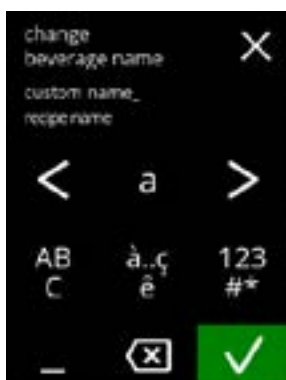 change
beverage name
custom name_
recipe name
< a >
AB
C
à..ç
ê
123
#*
_